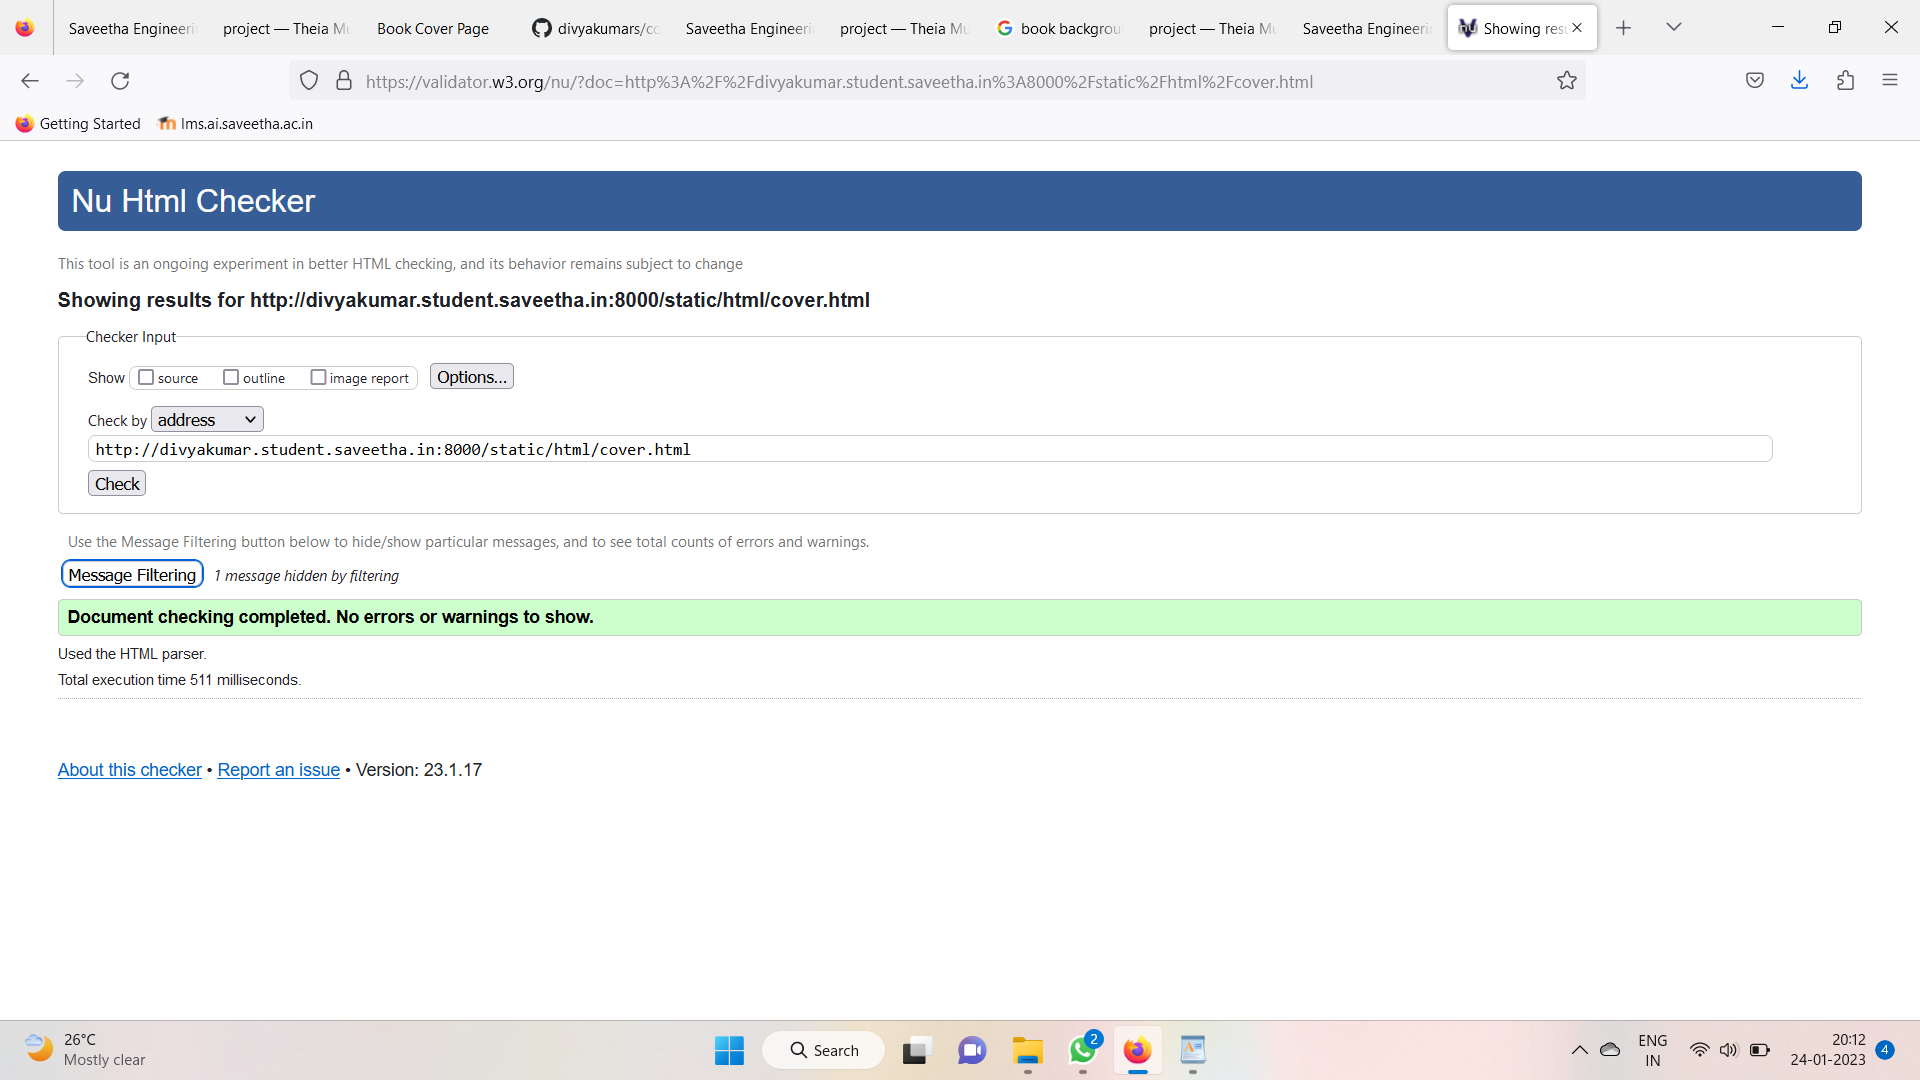 Saveetha Engineeri
project — Theia Mu
Book Cover Page
divyakumars/co
Saveetha Engineeri
project — Theia Mu
book backgrou
project — Theia Mu
Saveetha Engineeri
Showing resu
https://validator.w3.org/nu/?doc=http%3A%2F%2Fdivyakumar.student.saveetha.in%3A8000%2Fstatic%2Fhtml%2Fcover.html
Getting Started
lms.ai.saveetha.ac.in
Nu Html Checker
This tool is an ongoing experiment in better HTML checking, and its behavior remains subject to change
Showing results for http://divyakumar.student.saveetha.in:8000/static/html/cover.html
Checker Input
Show source outline image report Options...
Check by address
http://divyakumar.student.saveetha.in:8000/static/html/cover.html
Check
Use the Message Filtering button below to hide/show particular messages, and to see total counts of errors and warnings.
Message Filtering 1 message hidden by filtering
Document checking completed. No errors or warnings to show.
Used the HTML parser.
Total execution time 511 milliseconds.
About this checker • Report an issue • Version: 23.1.17
26°C
Mostly clear
Search
2
ENG
IN
20:12
24-01-2023
4